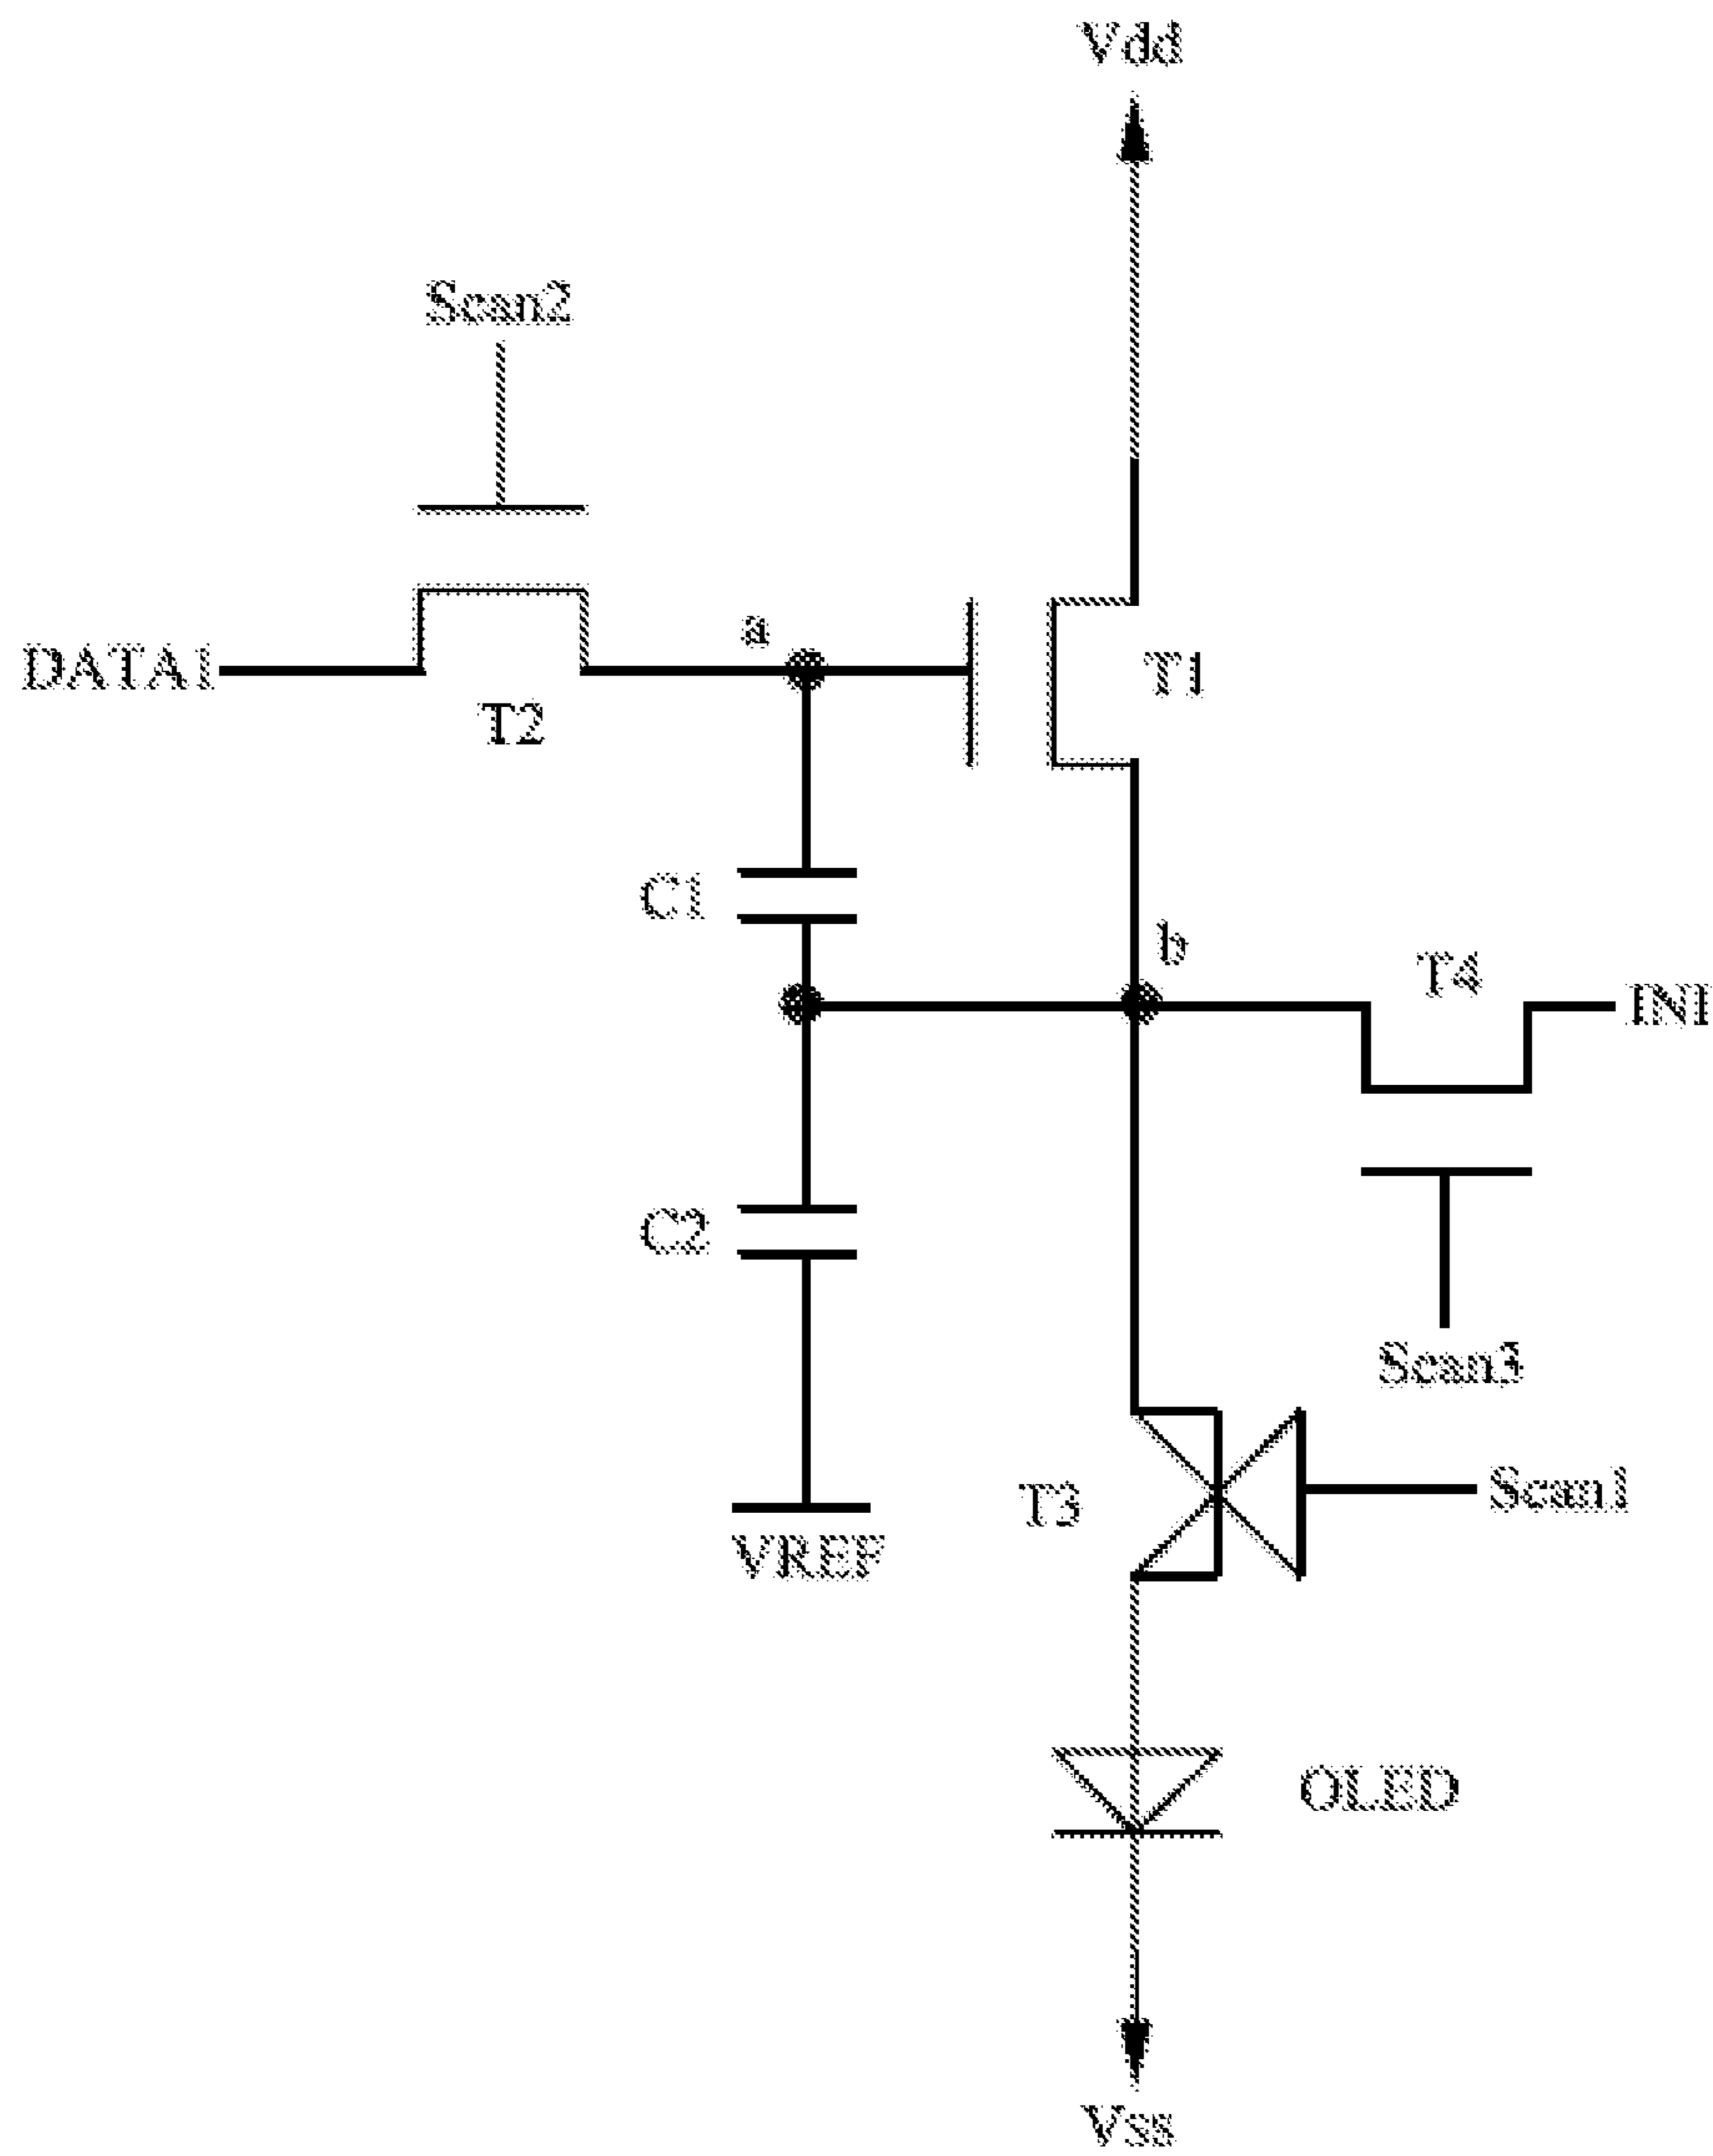 Vdd
Scan2
a
DATA1
T1
T2
C1
b
T4
INI
C2
Scan3
T3
Scan1
VREF
OLED
Vss